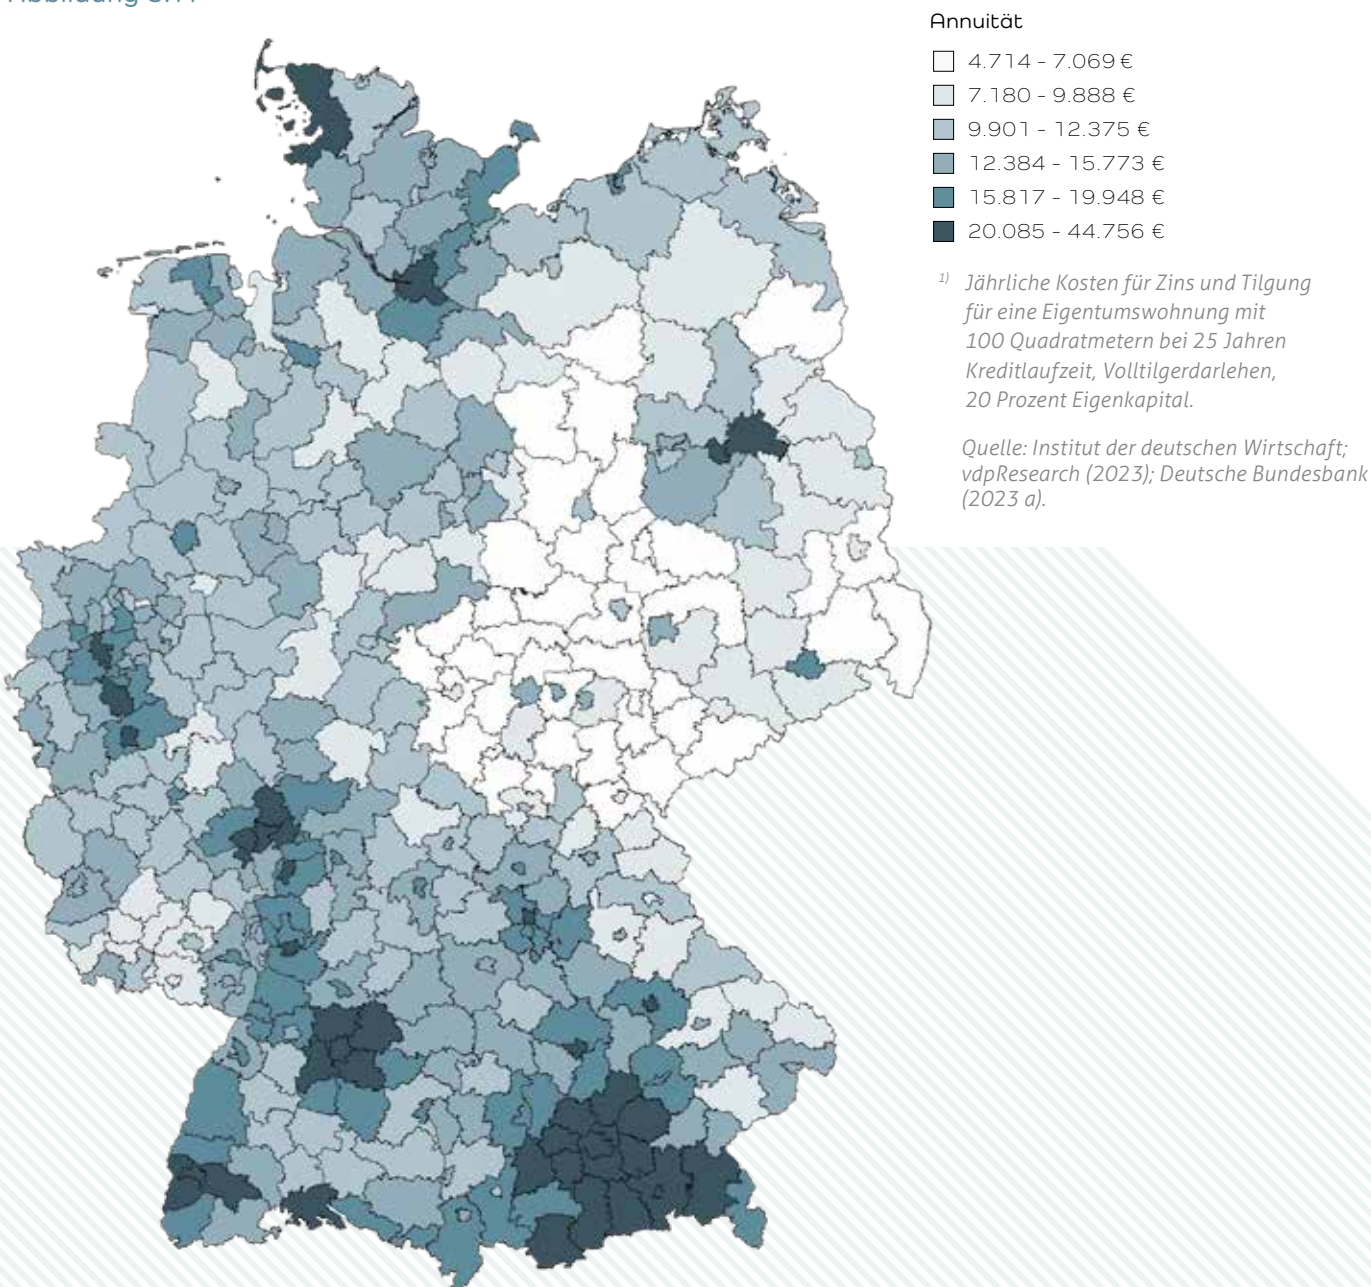 Annuität
4.714 - 7.069 €
7.180 - 9.888 €
9.901 - 12.375 €
12.384 - 15.773 €
15.817 - 19.948 €
20.085 - 44.756 €
1) Jährliche Kosten für Zins und Tilgung
für eine Eigentumswohnung mit
100 Quadratmetern bei 25 Jahren
Kreditlaufzeit, Volltilgerdarlehen,
20 Prozent Eigenkapital.
Quelle: Institut der deutschen Wirtschaft;
vdpResearch (2023); Deutsche Bundesbank
(2023 a).